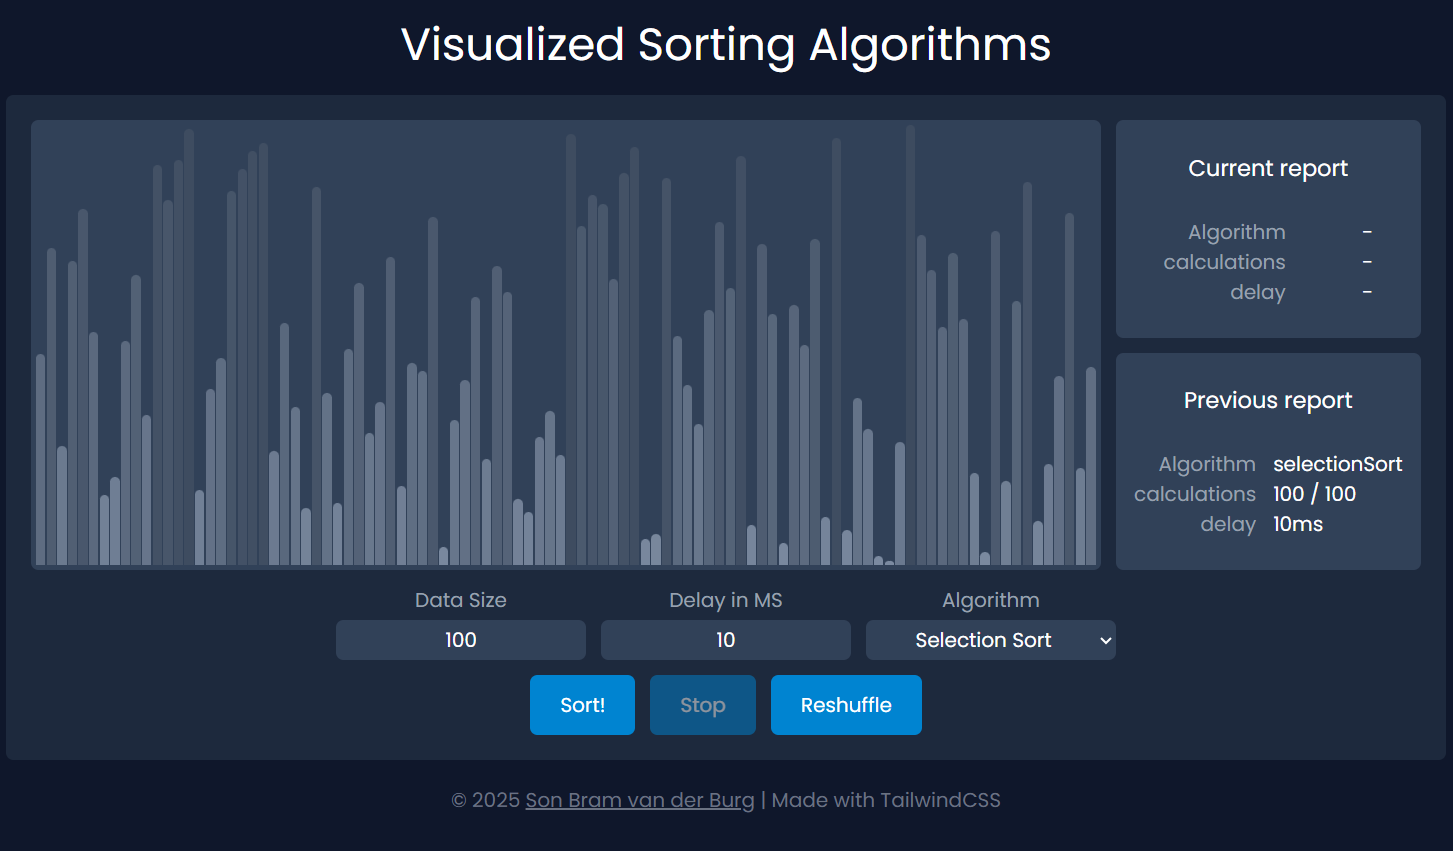 Visualized Sorting Algorithms
Current report
Algorithm -
calculations -
delay -
Previous report
Algorithm selectionSort
calculations 100 / 100
delay 10ms
Data Size Delay in MS Algorithm
100 10 Selection Sort
Sort! Stop Reshuffle
© 2025 Son Bram van der Burg | Made with TailwindCSS